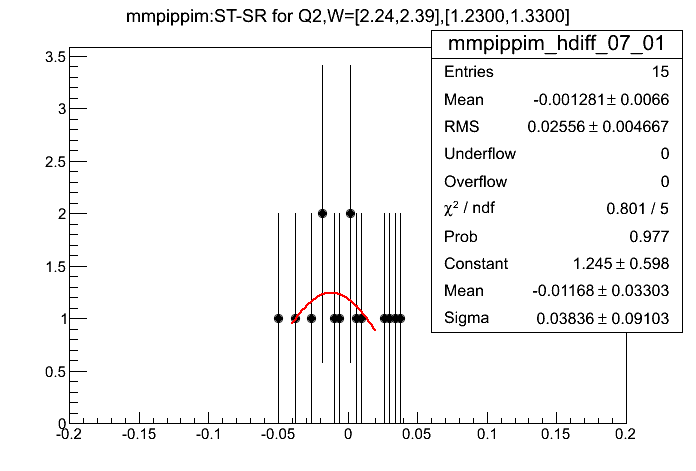 mmpippim:ST-SR for Q2,W=[2.24,2.39],[1.2300,1.3300]
mmpippim_hdiff_07_01
Entries 15
Mean -0.001281 ± 0.0066
RMS 0.02556 ± 0.004667
Underflow 0
Overflow 0
χ² / ndf 0.801 / 5
Prob 0.977
Constant 1.245 ± 0.598
Mean -0.01168 ± 0.03303
Sigma 0.03836 ± 0.09103
3.5
3
2.5
2
1.5
1
0.5
0
-0.2 -0.15 -0.1 -0.05 0 0.05 0.1 0.15 0.2